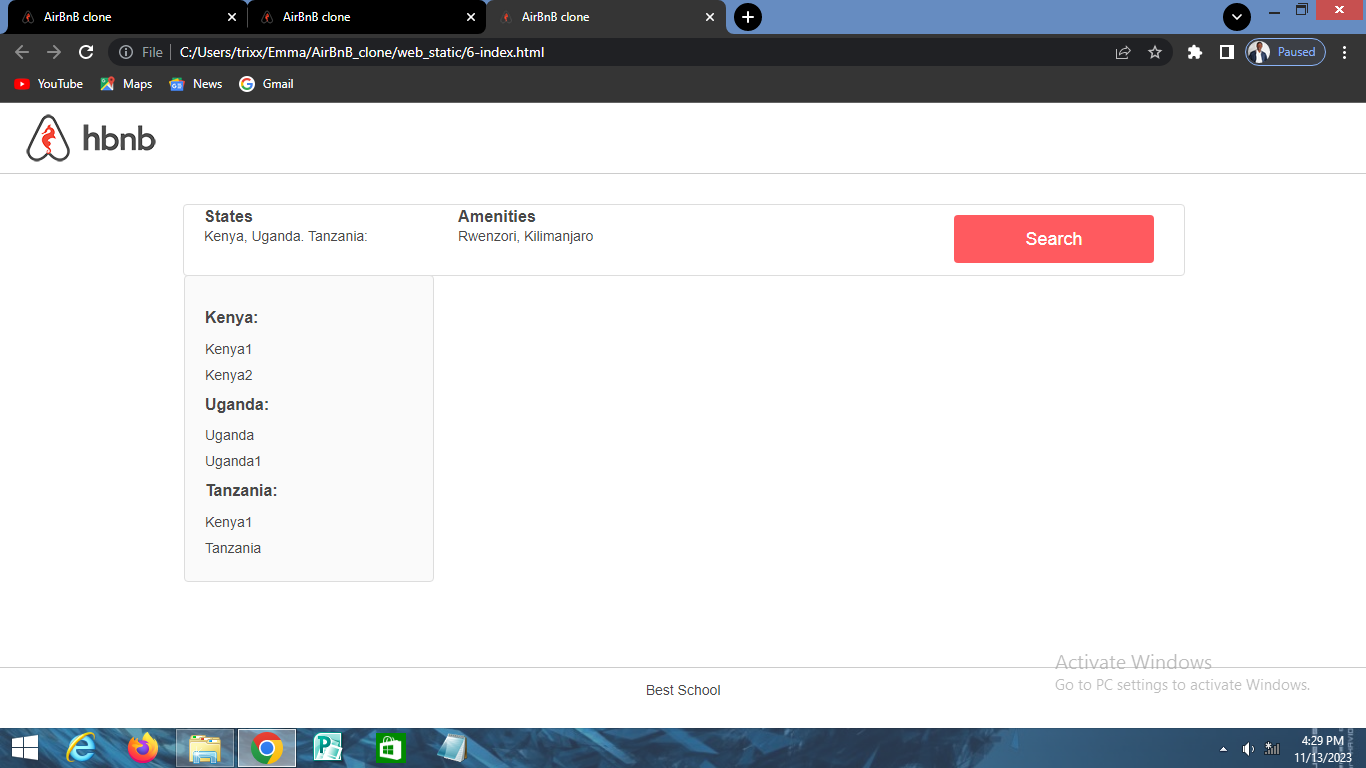 AirBnB clone
AirBnB clone
AirBnB clone
File
C:/Users/trixx/Emma/AirBnB_clone/web_static/6-index.html
Paused
YouTube
Maps
News
Gmail
hbnb
States
Kenya, Uganda. Tanzania:
Amenities
Rwenzori, Kilimanjaro
Search
Kenya:
Kenya1
Kenya2
Uganda:
Uganda
Uganda1
Tanzania:
Kenya1
Tanzania
Activate Windows
Go to PC settings to activate Windows.
Best School
4:29 PM
11/13/2023